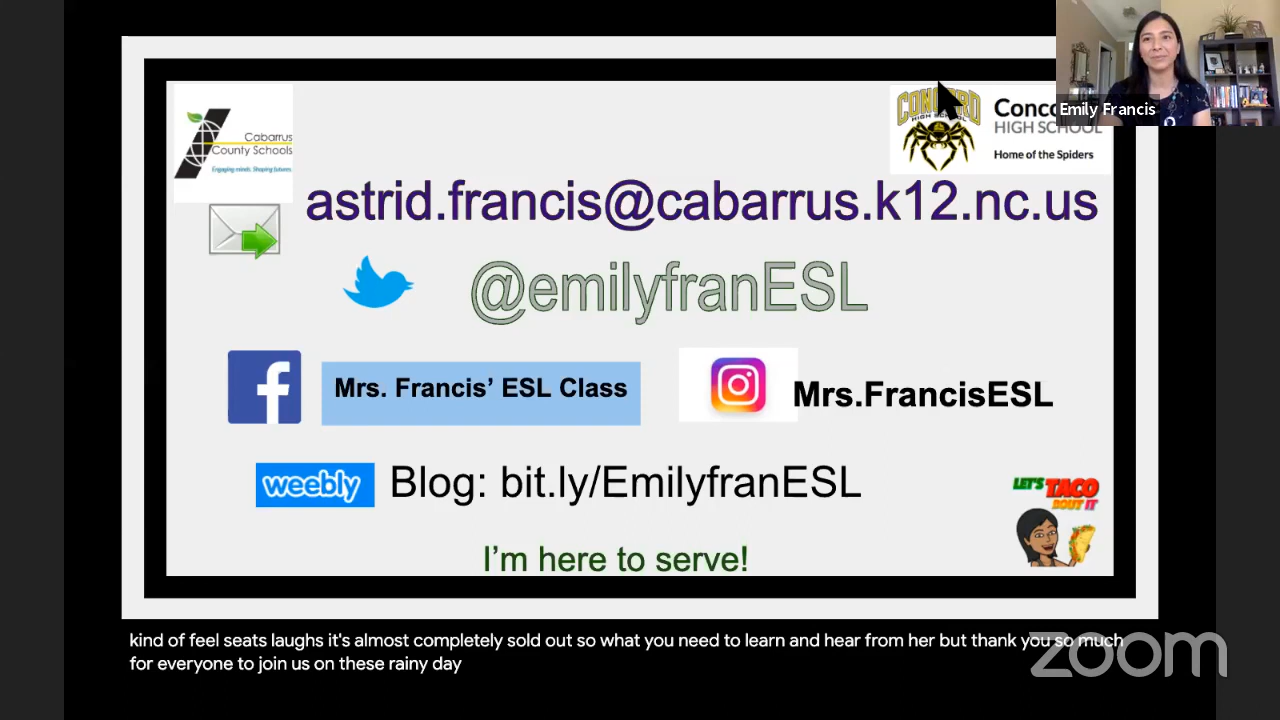 Cabarrus
County Schools
Engaging minds. Shaping futures.
CONCORD
HIGH SCHOOL
Conco
HIGH SCHOOL
Home of the Spiders
Emily Francis
astrid.francis@cabarrus.k12.nc.us
@emilyfranESL
Mrs. Francis’ ESL Class
Mrs.FrancisESL
weebly
Blog: bit.ly/EmilyfranESL
LET'S TACO
BOUT IT
I’m here to serve!
kind of feel seats laughs it's almost completely sold out so what you need to learn and hear from her but thank you so much
for everyone to join us on these rainy day
zoom